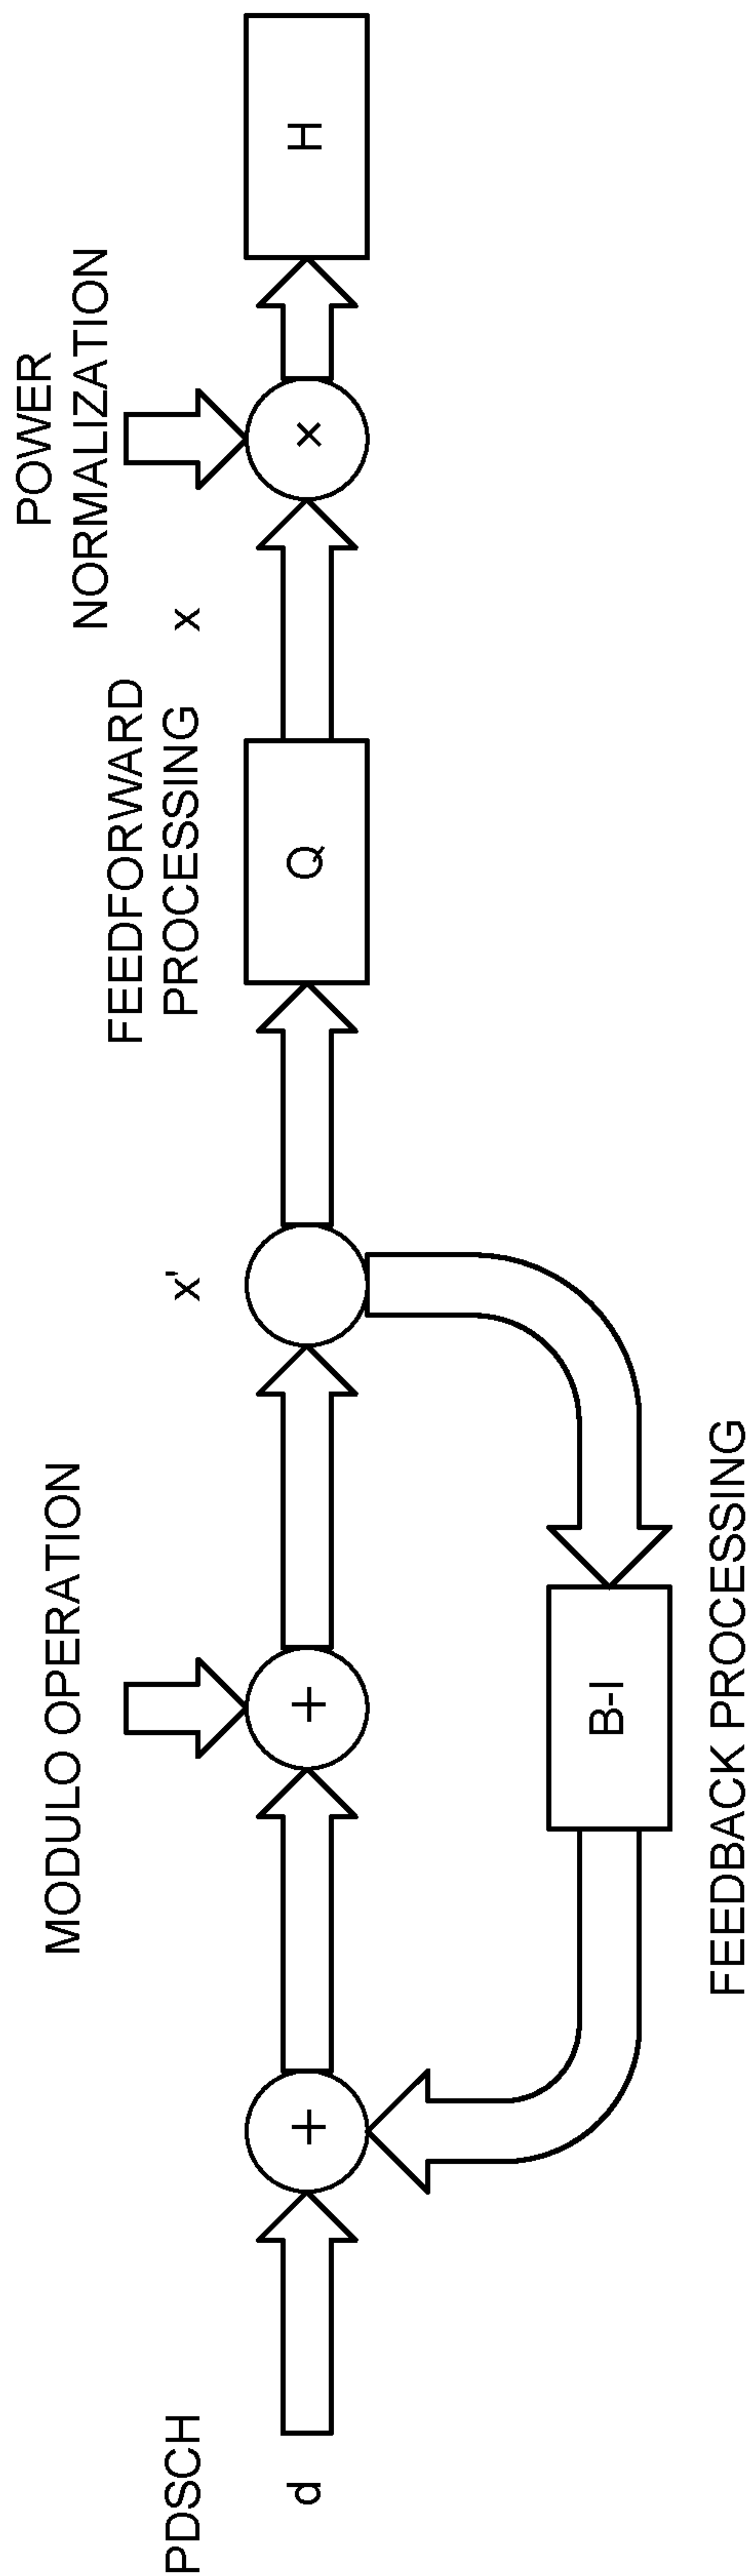 PDSCH
d
+
MODULO OPERATION
+
x'
FEEDFORWARD
PROCESSING
Q
x
POWER
NORMALIZATION
×
H
B-I
FEEDBACK PROCESSING